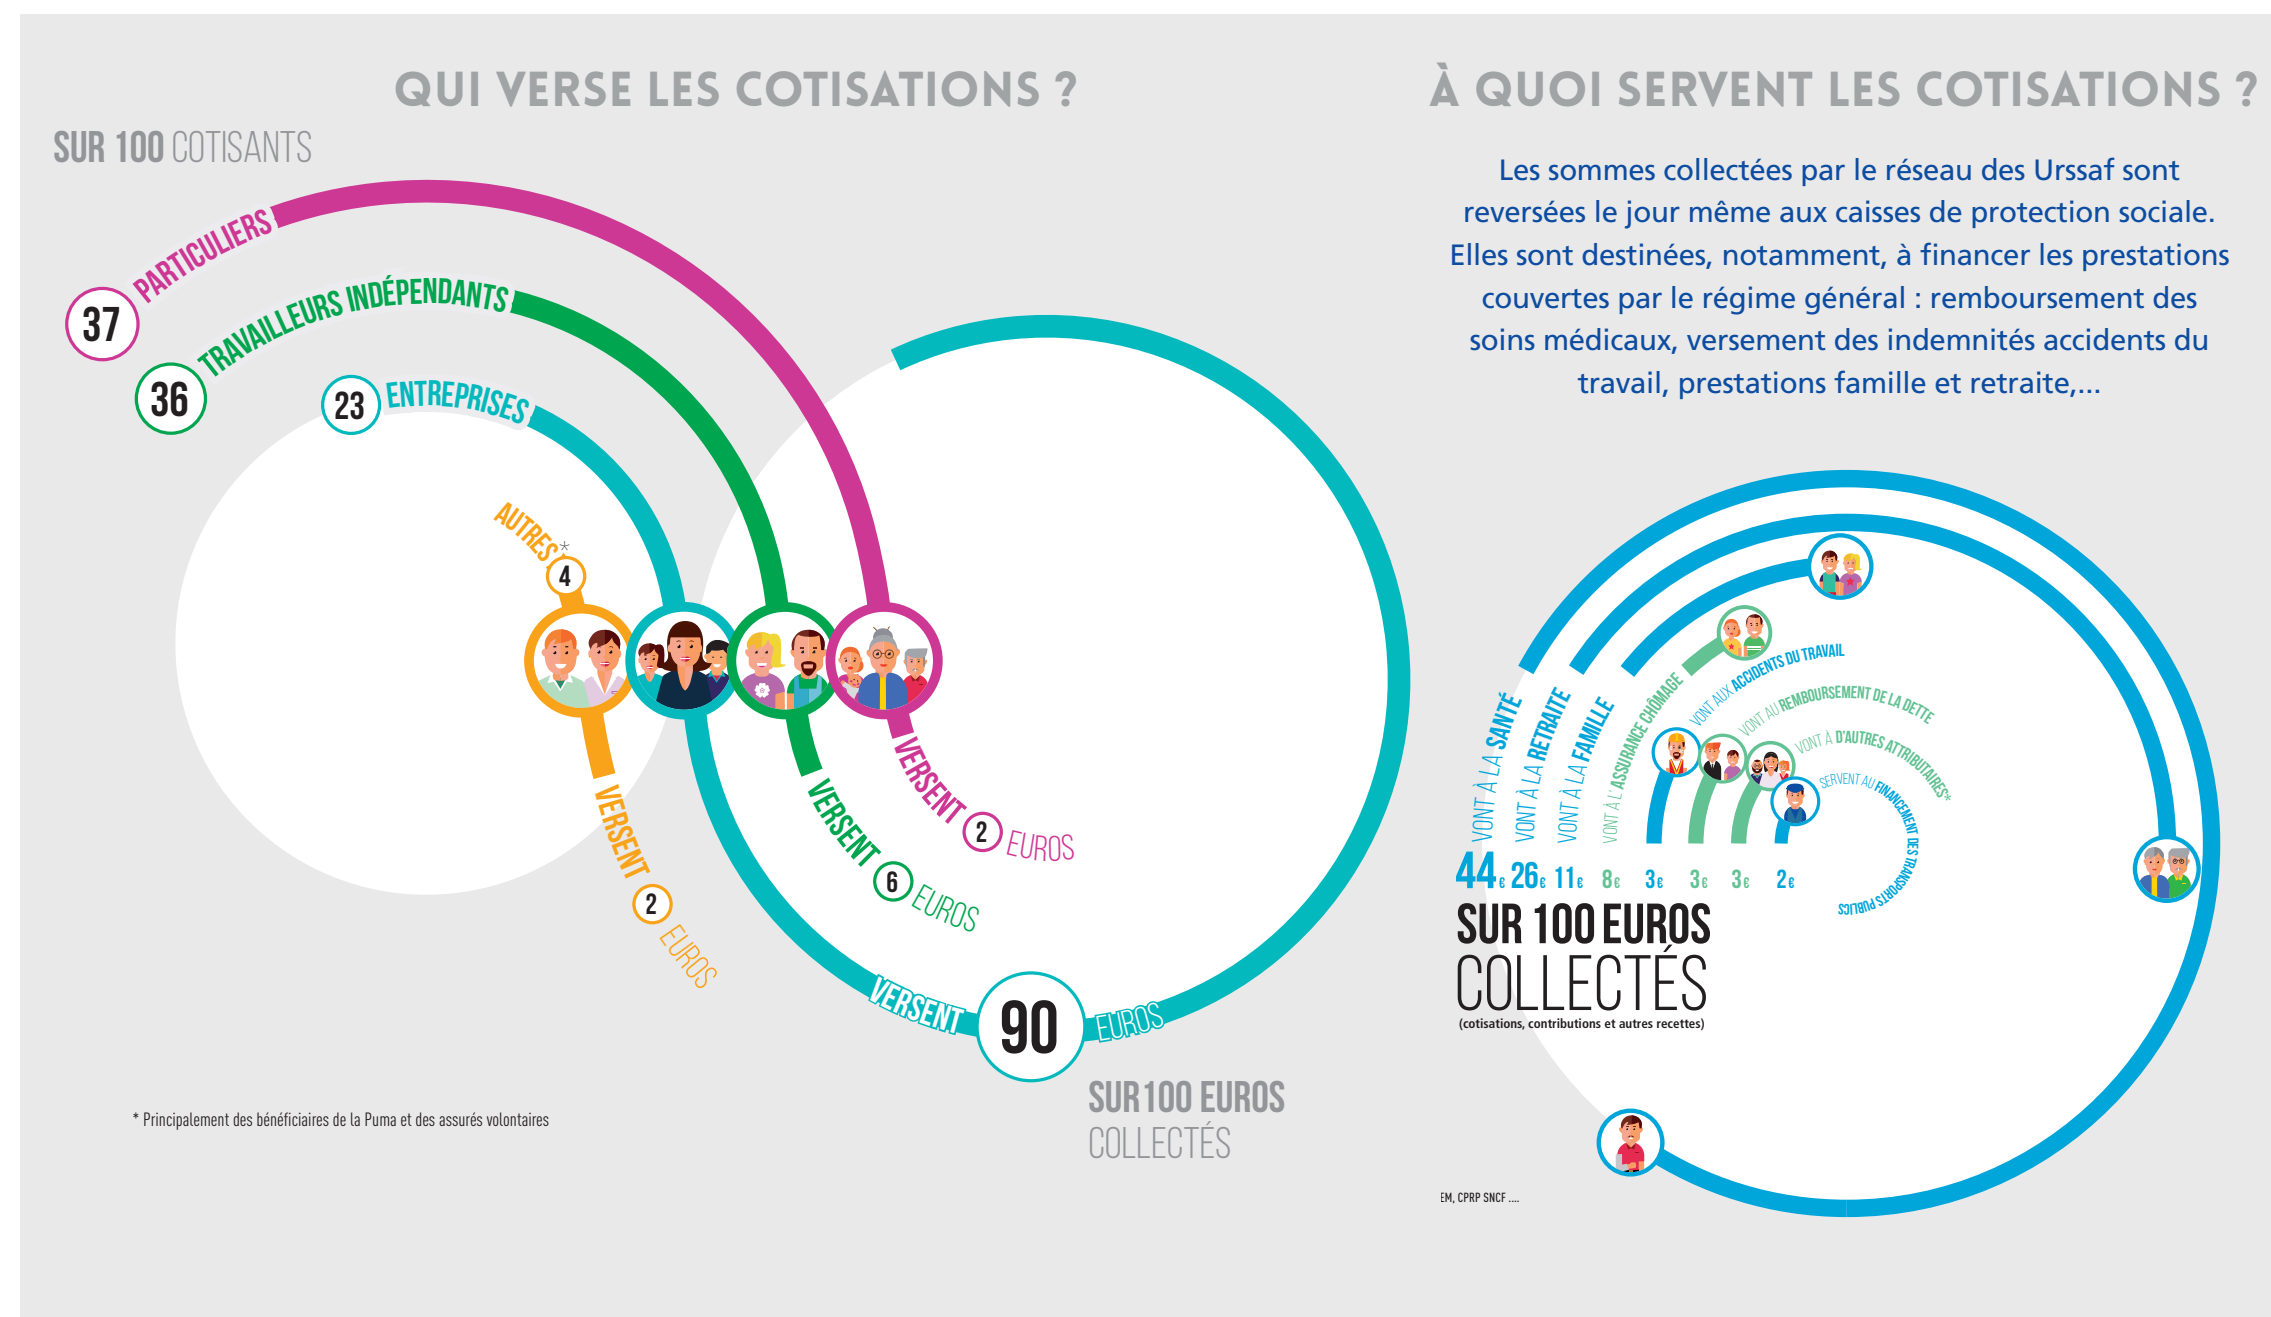 QUI VERSE LES COTISATIONS ?
SUR 100 COTISANTS
37 PARTICULIERS
36 TRAVAILLEURS INDÉPENDANTS
23 ENTREPRISES
AUTRES*
4
VERSENT 2 EUROS
VERSENT 6 EUROS
VERSENT 2 EUROS
VERSENT 90 EUROS
SUR 100 EUROS
COLLECTÉS
* Principalement des bénéficiaires de la Puma et des assurés volontaires
À QUOI SERVENT LES COTISATIONS ?
Les sommes collectées par le réseau des Urssaf sont
reversées le jour même aux caisses de protection sociale.
Elles sont destinées, notamment, à financer les prestations
couvertes par le régime général : remboursement des
soins médicaux, versement des indemnités accidents du
travail, prestations famille et retraite,...
VONT À LA SANTÉ
VONT À LA RETRAITE
VONT À LA FAMILLE
VONT À L'ASSURANCE CHÔMAGE
VONT AUX ACCIDENTS DU TRAVAIL
VONT AU REMBOURSEMENT DE LA DETTE
VONT À D'AUTRES ATTRIBUTAIRES*
SERVENT AU FINANCEMENT DES TRANSPORTS PUBLICS
44€ 26€ 11€ 8€ 3€ 3€ 3€ 2€
SUR 100 EUROS
COLLECTÉS
(cotisations, contributions et autres recettes)
EM, CPRP SNCF ....